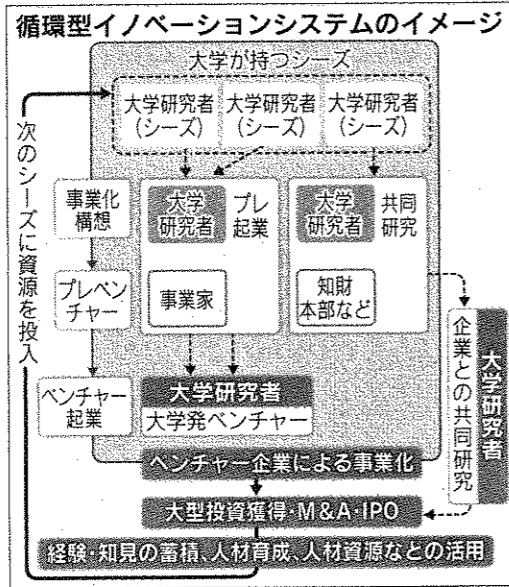 循環型イノベーションシステムのイメージ
大学が持つシーズ
大学研究者
(シーズ)
大学研究者
(シーズ)
大学研究者
(シーズ)
次のシーズに資源を投入
事業化
構想
プレベン
チャー
ベンチャー
起業
大学
研究者
プレ
起業
事業家
大学
研究者
共同
研究
知財
本部など
大学研究者
大学発ベンチャー
企業との共同研究
大学研究者
ベンチャー企業による事業化
大型投資獲得・M&A・IPO
経験・知見の蓄積、人材育成、人材資源などの活用